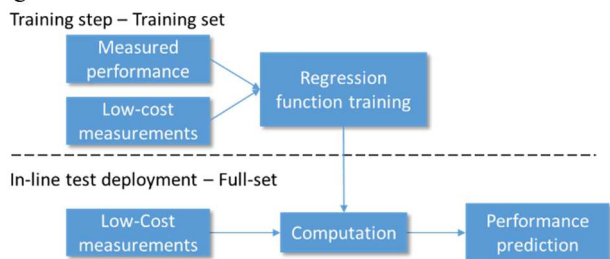 Training step – Training set
Measured
performance
Regression
function training
Low-cost
measurements
In-line test deployment – Full-set
Low-Cost
measurements
Computation
Performance
prediction